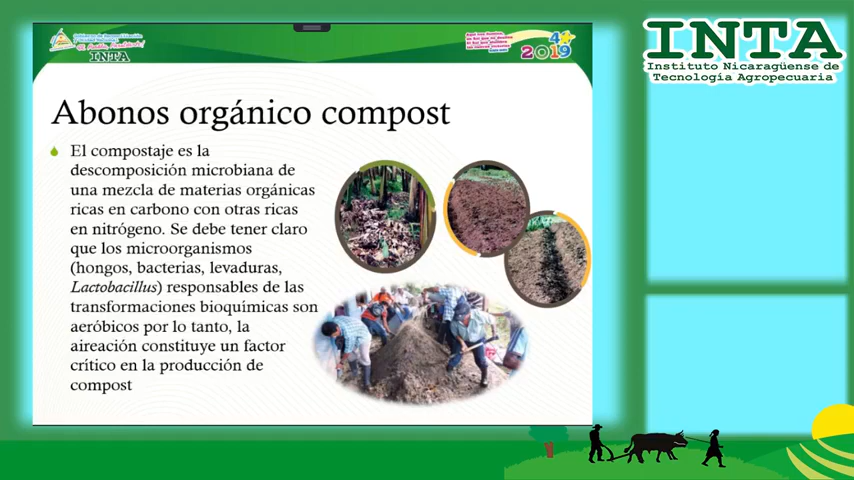 INTA
4
2019
INTA
Instituto Nicaragüense de
Tecnología Agropecuaria
Abonos orgánico compost
El compostaje es la
descomposición microbiana de
una mezcla de materias orgánicas
ricas en carbono con otras ricas
en nitrógeno. Se debe tener claro
que los microorganismos
(hongos, bacterias, levaduras,
Lactobacillus) responsables de las
transformaciones bioquímicas son
aeróbicos por lo tanto, la
aireación constituye un factor
crítico en la producción de
compost